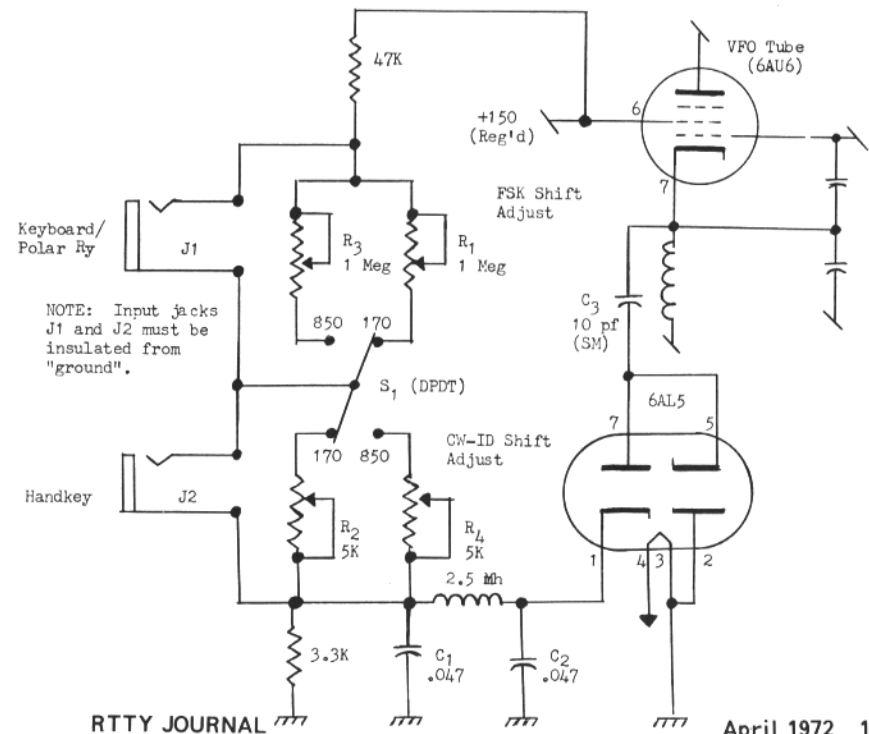 47K
VFO Tube
(6AU6)
6
+150
(Reg'd)
7
FSK Shift
Adjust
Keyboard/
Polar Ry
J1
R3
1 Meg
R1
1 Meg
NOTE: Input jacks
J1 and J2 must be
insulated from
"ground".
850
170
C3
10 pf
(SM)
S1 (DPDT)
6AL5
7
5
170
850
CW-ID Shift
Adjust
Handkey
J2
R2
5K
R4
5K
1
4
3
2
2.5 Mh
3.3K
C1
.047
C2
.047
RTTY JOURNAL
April 1972 1